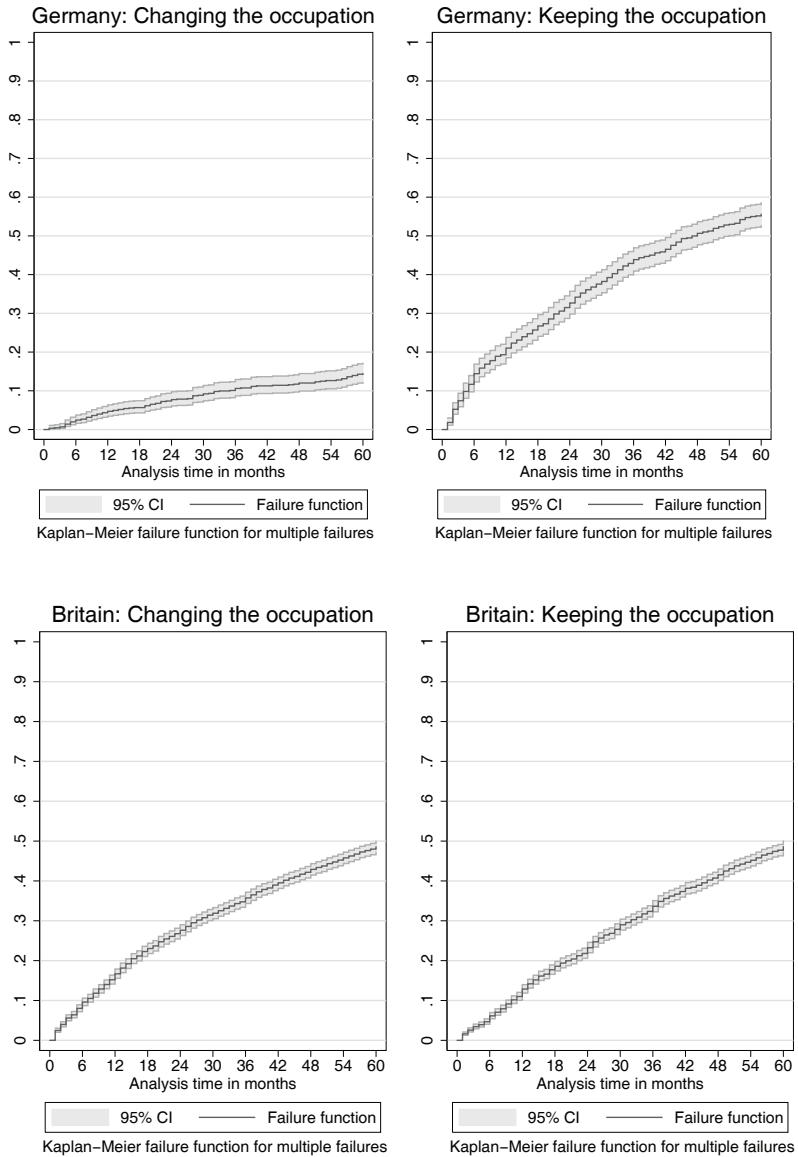 Germany: Changing the occupation
1
.9
.8
.7
.6
.5
.4
.3
.2
.1
0
0 6 12 18 24 30 36 42 48 54 60
Analysis time in months
95% CI Failure function
Kaplan−Meier failure function for multiple failures
Germany: Keeping the occupation
1
.9
.8
.7
.6
.5
.4
.3
.2
.1
0
0 6 12 18 24 30 36 42 48 54 60
Analysis time in months
95% CI Failure function
Kaplan−Meier failure function for multiple failures
Britain: Changing the occupation
1
.9
.8
.7
.6
.5
.4
.3
.2
.1
0
0 6 12 18 24 30 36 42 48 54 60
Analysis time in months
95% CI Failure function
Kaplan−Meier failure function for multiple failures
Britain: Keeping the occupation
1
.9
.8
.7
.6
.5
.4
.3
.2
.1
0
0 6 12 18 24 30 36 42 48 54 60
Analysis time in months
95% CI Failure function
Kaplan−Meier failure function for multiple failures